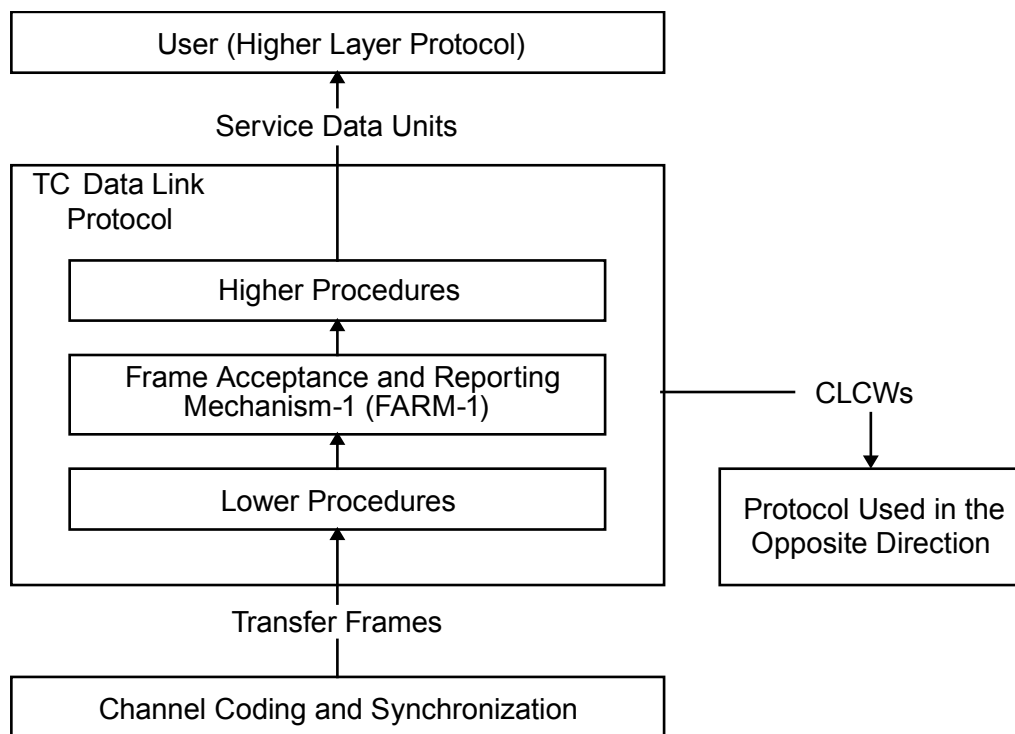 User (Higher Layer Protocol)
Service Data Units
TC Data Link
Protocol
Higher Procedures
Frame Acceptance and Reporting
Mechanism-1 (FARM-1)
CLCWs
Lower Procedures
Protocol Used in the
Opposite Direction
Transfer Frames
Channel Coding and Synchronization